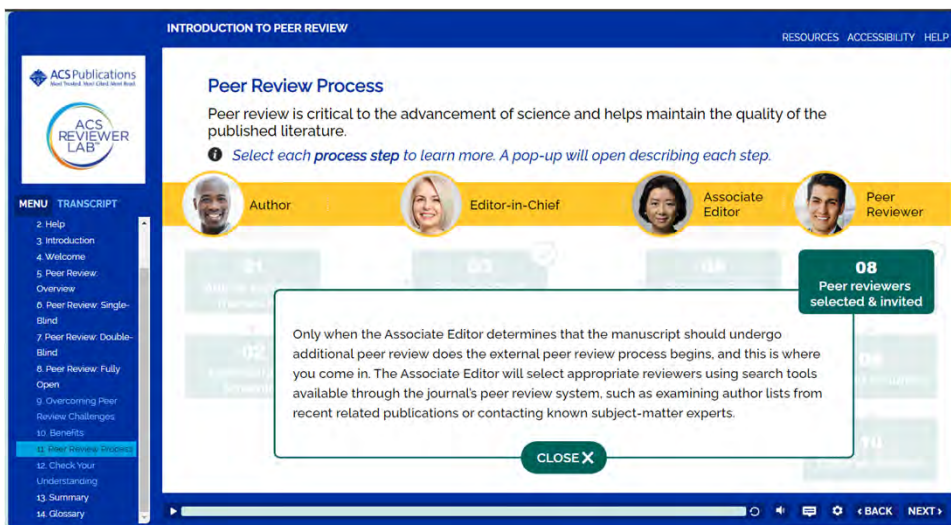 INTRODUCTION TO PEER REVIEW
RESOURCES ACCESSIBILITY HELP
ACS Publications
Most Trusted. Most Cited. Most Read.
ACS
REVIEWER
LAB™
MENU TRANSCRIPT
2. Help
3. Introduction
4. Welcome
5. Peer Review:
Overview
6. Peer Review: Single-
Blind
7. Peer Review: Double-
Blind
8. Peer Review: Fully
Open
9. Overcoming Peer
Review Challenges
10. Benefits
11. Peer Review Process
12. Check Your
Understanding
13. Summary
14. Glossary
Peer Review Process
Peer review is critical to the advancement of science and helps maintain the quality of the
published literature.
Select each process step to learn more. A pop-up will open describing each step.
Author
Editor-in-Chief
Associate
Editor
Peer
Reviewer
01
03
02
08
Peer reviewers
selected & invited
Only when the Associate Editor determines that the manuscript should undergo
additional peer review does the external peer review process begins, and this is where
you come in. The Associate Editor will select appropriate reviewers using search tools
available through the journal's peer review system, such as examining author lists from
recent related publications or contacting known subject-matter experts.
CLOSE X
10
< BACK NEXT >